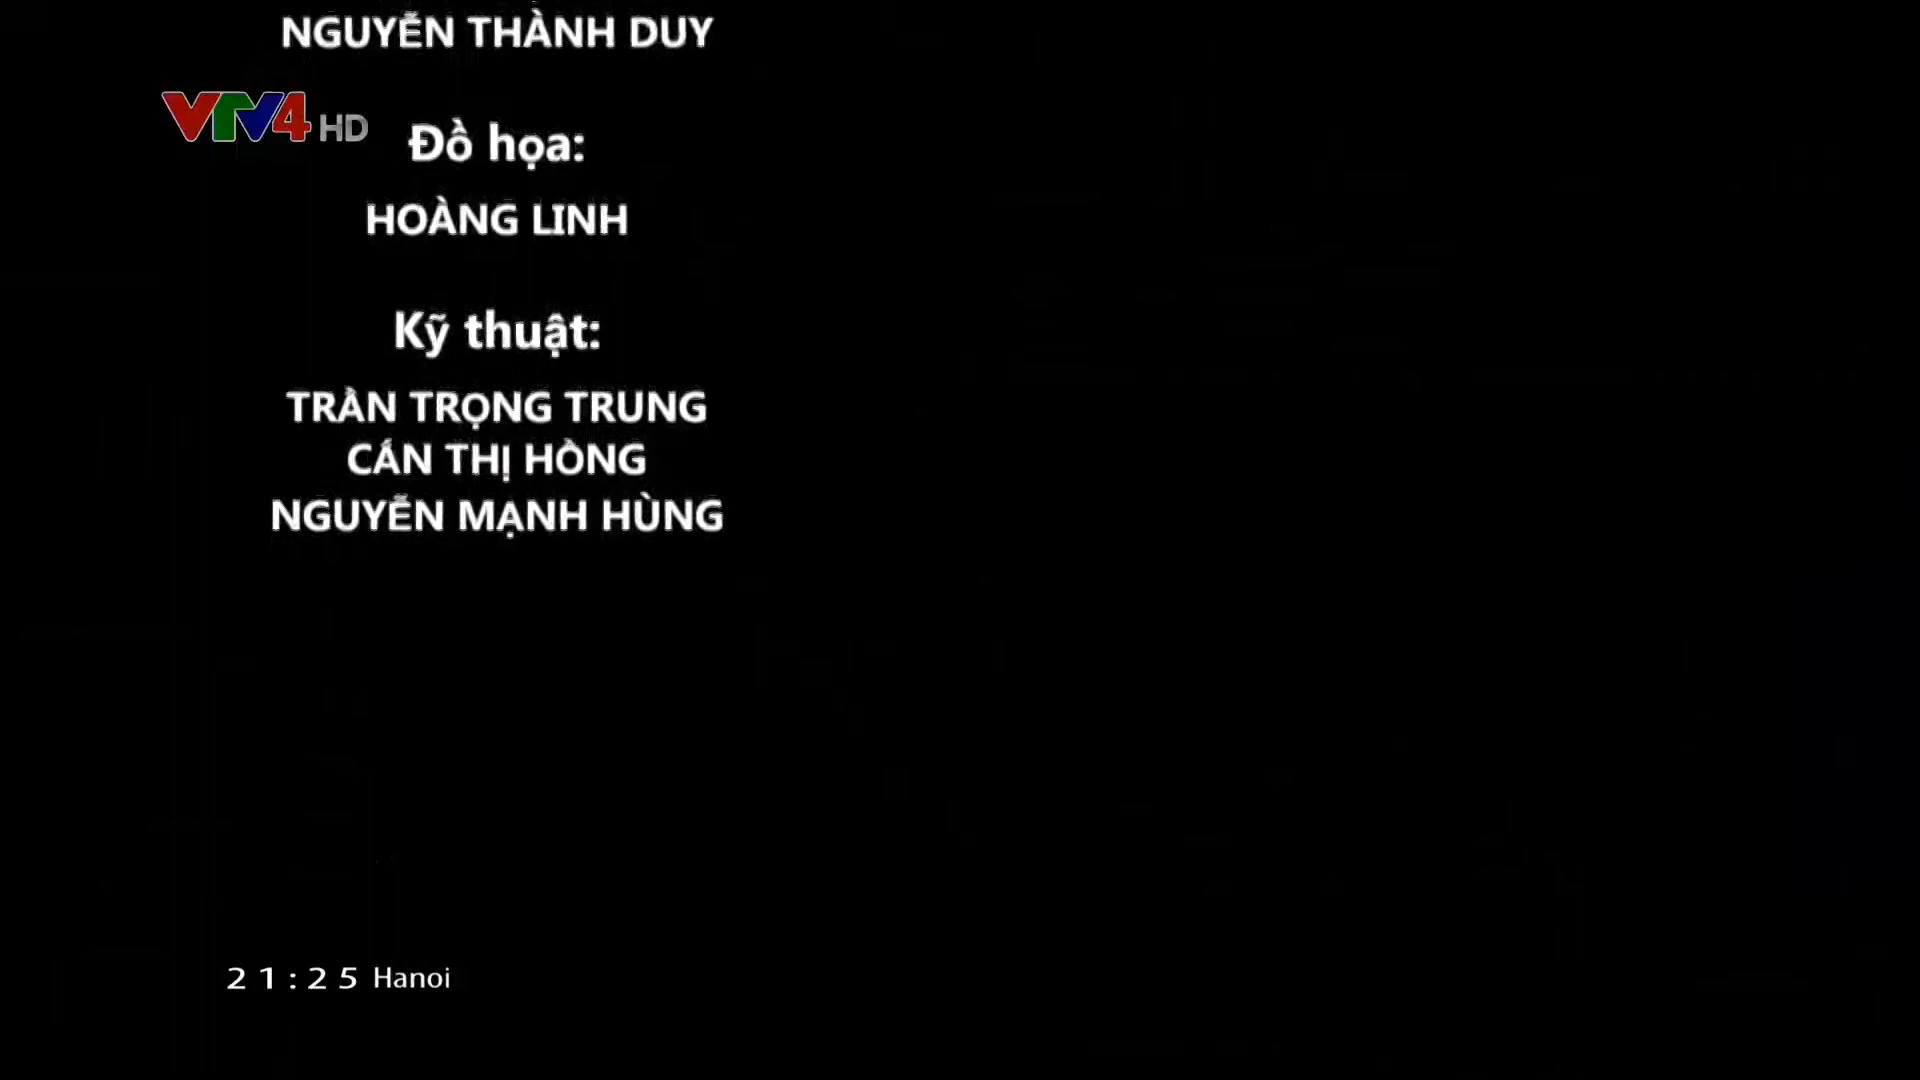 NGUYỄN THÀNH DUY
VTV4 HD
Đồ họa:
HOÀNG LINH
Kỹ thuật:
TRẦN TRỌNG TRUNG
CẤN THỊ HỒNG
NGUYỄN MẠNH HÙNG
21:25 Hanoi